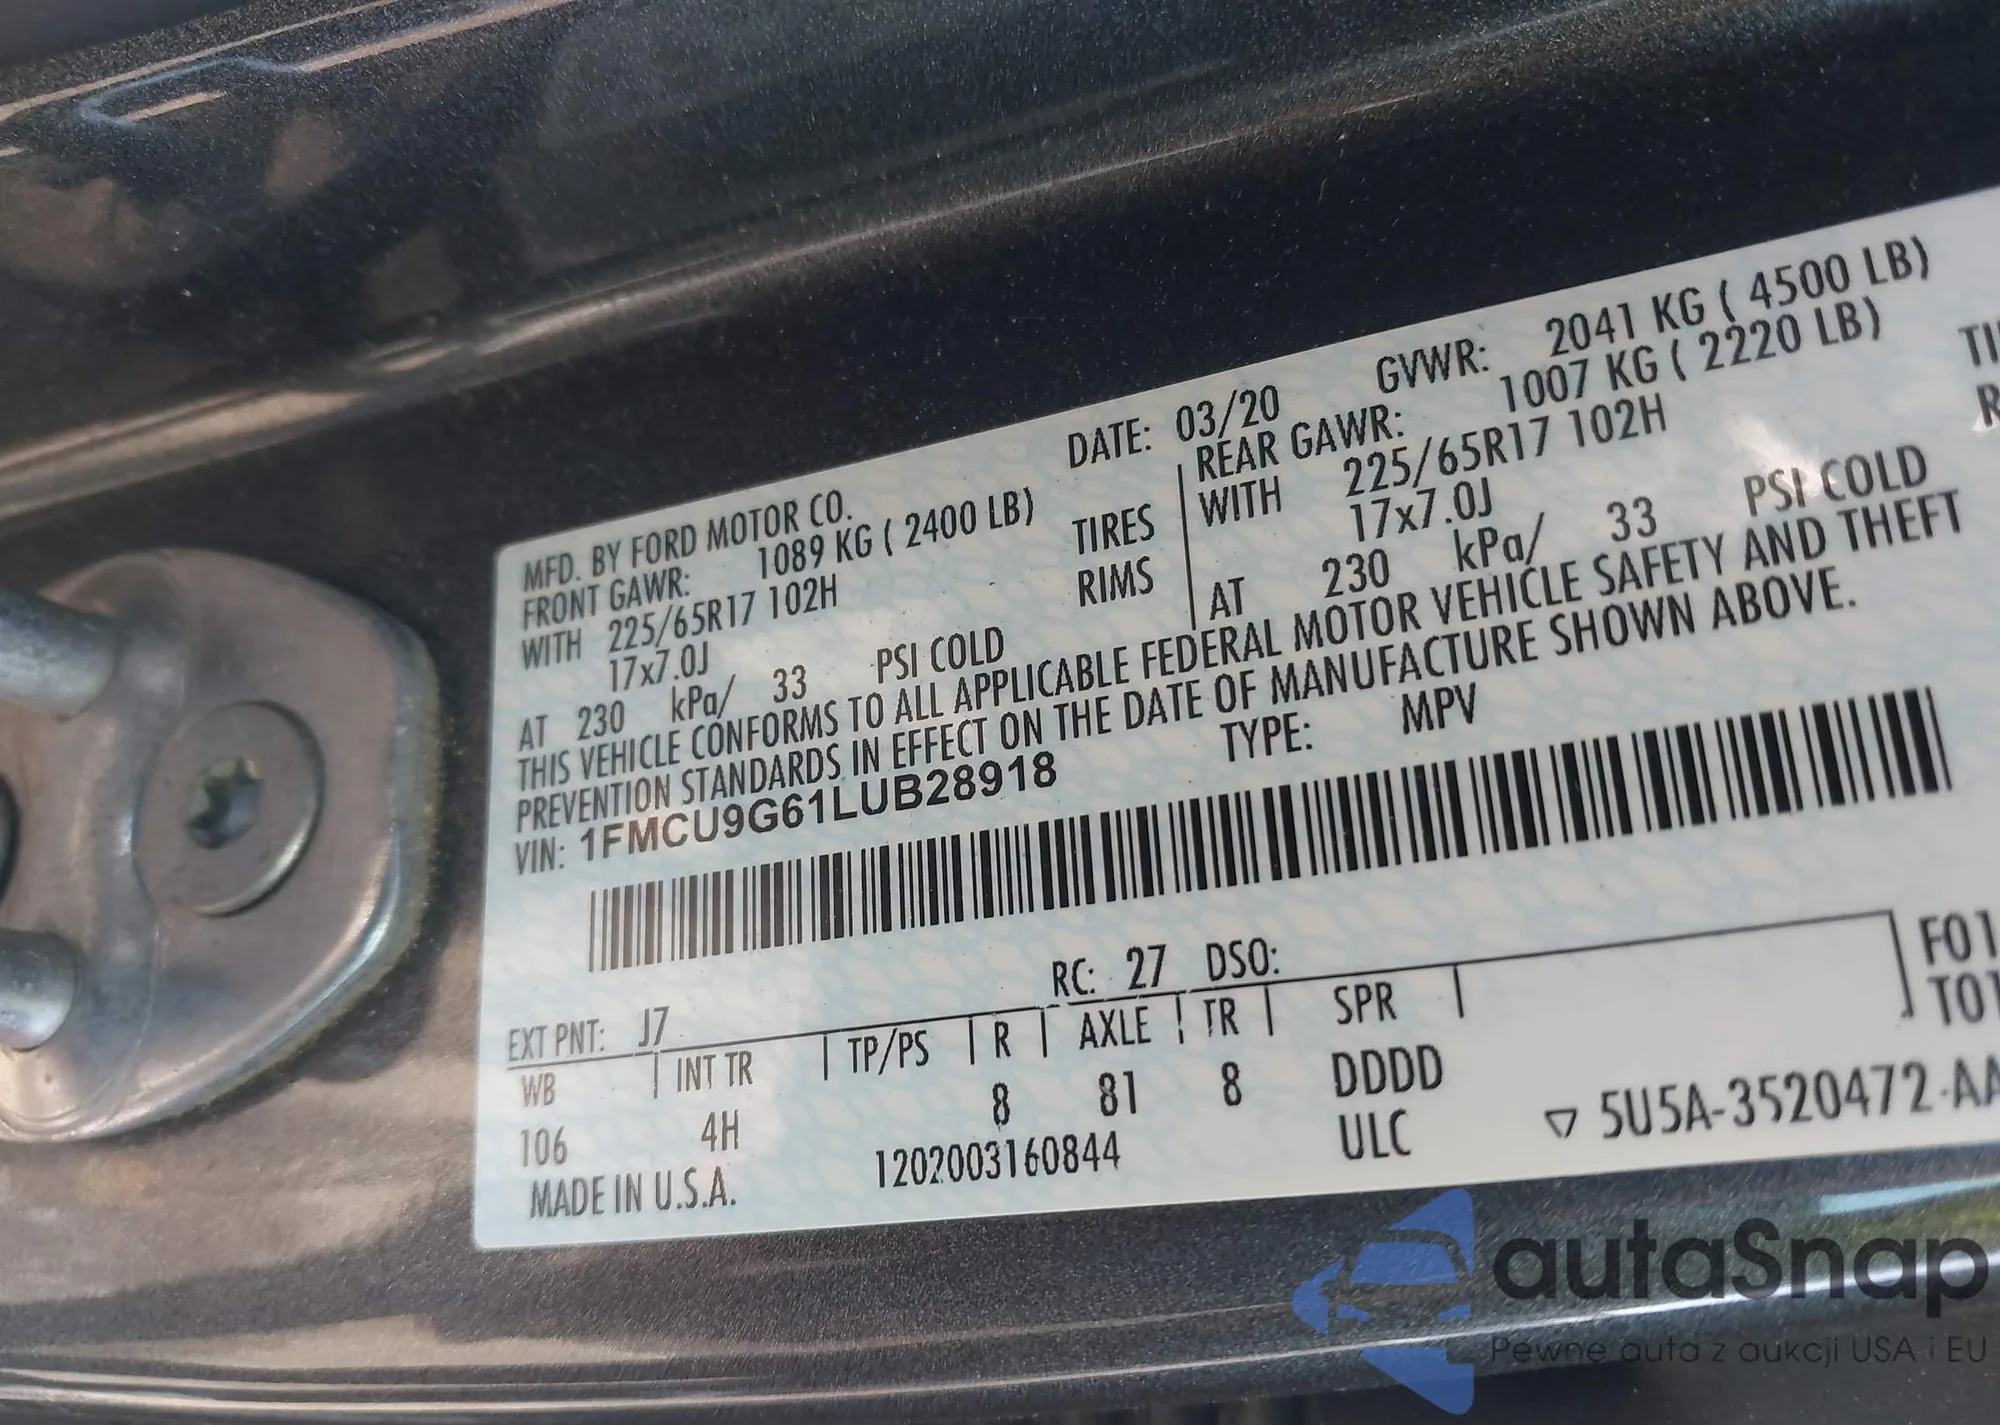 MFD. BY FORD MOTOR CO.
DATE: 03/20 GVWR: 2041 KG ( 4500 LB)
FRONT GAWR: 1089 KG ( 2400 LB) REAR GAWR: 1007 KG ( 2220 LB)
WITH 225/65R17 102H TIRES WITH 225/65R17 102H TI
17x7.0J RIMS 17x7.0J R
AT 230 kPa/ 33 PSI COLD AT 230 kPa/ 33 PSI COLD
THIS VEHICLE CONFORMS TO ALL APPLICABLE FEDERAL MOTOR VEHICLE SAFETY AND THEFT
PREVENTION STANDARDS IN EFFECT ON THE DATE OF MANUFACTURE SHOWN ABOVE.
VIN: 1FMCU9G61LUB28918 TYPE: MPV
EXT PNT: J7 RC: 27 DSO: F01
WB INT TR TP/PS R AXLE TR SPR T01
106 4H 8 81 8 DDDD
MADE IN U.S.A. 1202003160844 ULC 5U5A-3520472-AA
autaSnap
Pewne auta z aukcji USA i EU